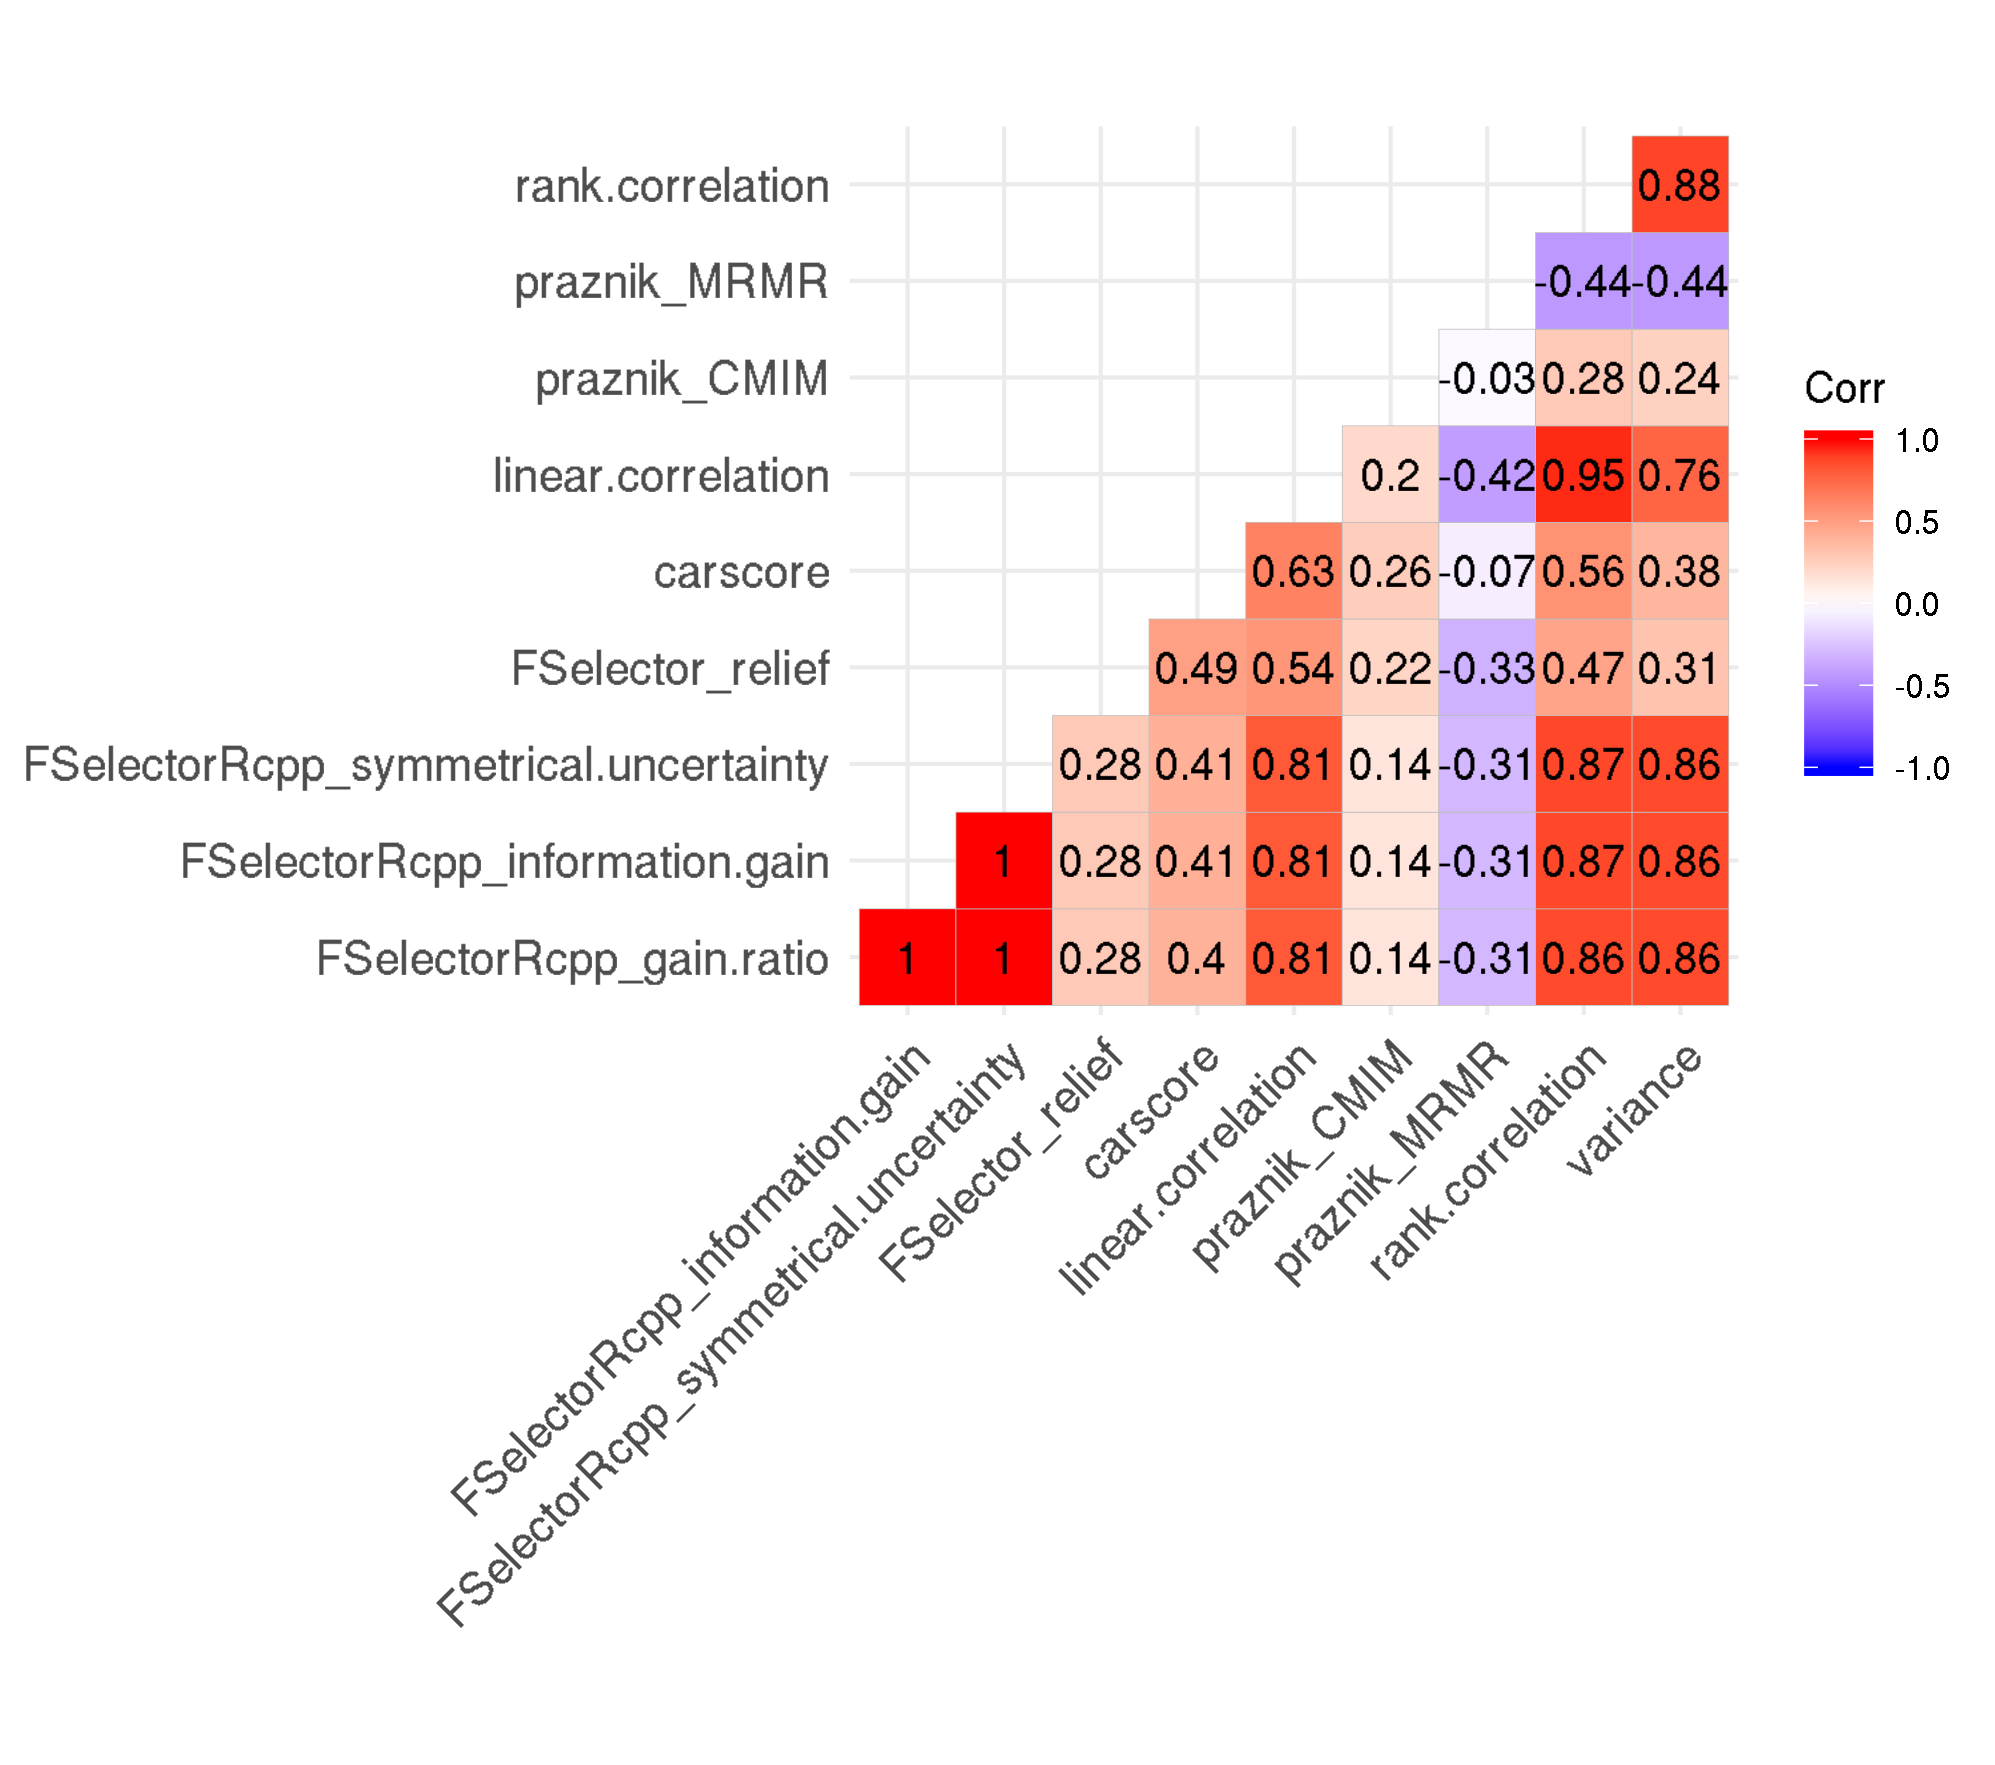 rank.correlation 0.88
praznik_MRMR -0.44 -0.44
praznik_CMIM -0.03 0.28 0.24
linear.correlation 0.2 -0.42 0.95 0.76
carscore 0.63 0.26 -0.07 0.56 0.38
FSelector_relief 0.49 0.54 0.22 -0.33 0.47 0.31
FSelectorRcpp_symmetrical.uncertainty 0.28 0.41 0.81 0.14 -0.31 0.87 0.86
FSelectorRcpp_information.gain 1 0.28 0.41 0.81 0.14 -0.31 0.87 0.86
FSelectorRcpp_gain.ratio 1 1 0.28 0.4 0.81 0.14 -0.31 0.86 0.86
FSelectorRcpp_information.gain
FSelectorRcpp_symmetrical.uncertainty
FSelector_relief
carscore
linear.correlation
praznik_CMIM
praznik_MRMR
rank.correlation
variance
Corr
1.0
0.5
0.0
-0.5
-1.0